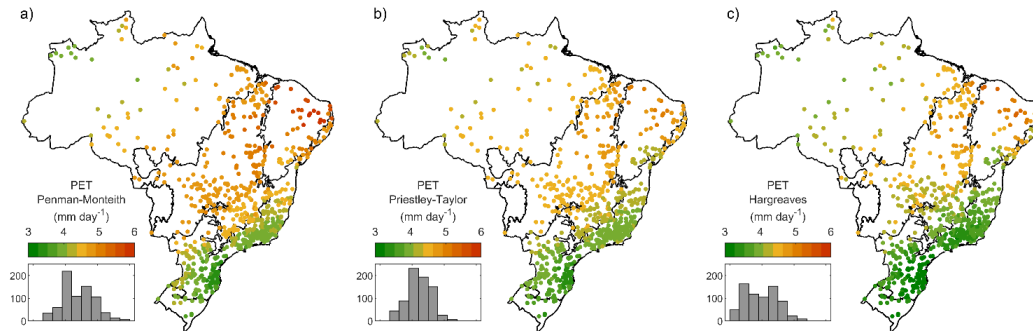 a)
PET
Penman-Monteith
(mm day⁻¹)
3 4 5 6
200
100
0
b)
PET
Priestley-Taylor
(mm day⁻¹)
3 4 5 6
200
100
0
c)
PET
Hargreaves
(mm day⁻¹)
3 4 5 6
200
100
0